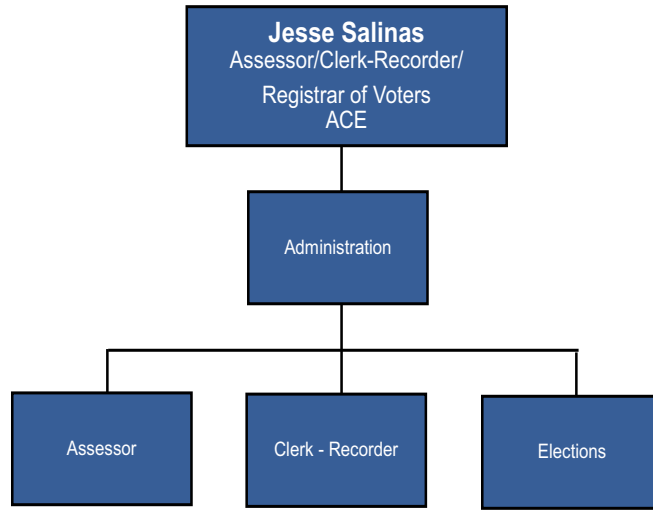 Jesse Salinas
Assessor/Clerk-Recorder/
Registrar of Voters
ACE
Administration
Assessor
Clerk - Recorder
Elections